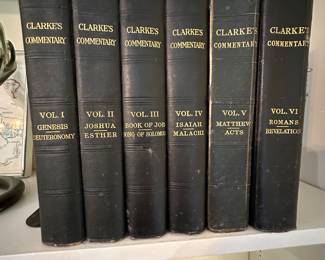 CLARKE'S
COMMENTARY
VOL. I
GENESIS
DEUTERONOMY
CLARKE'S
COMMENTARY
VOL. II
JOSHUA
ESTHER
CLARKE'S
COMMENTARY
VOL. III
BOOK OF JOB
SONG OF SOLOMON
CLARKE'S
COMMENTARY
VOL. IV
ISAIAH
MALACHI
CLARKE'S
COMMENTARY
VOL. V
MATTHEW
ACTS
CLARKE'S
COMMENTARY
VOL. VI
ROMANS
REVELATION